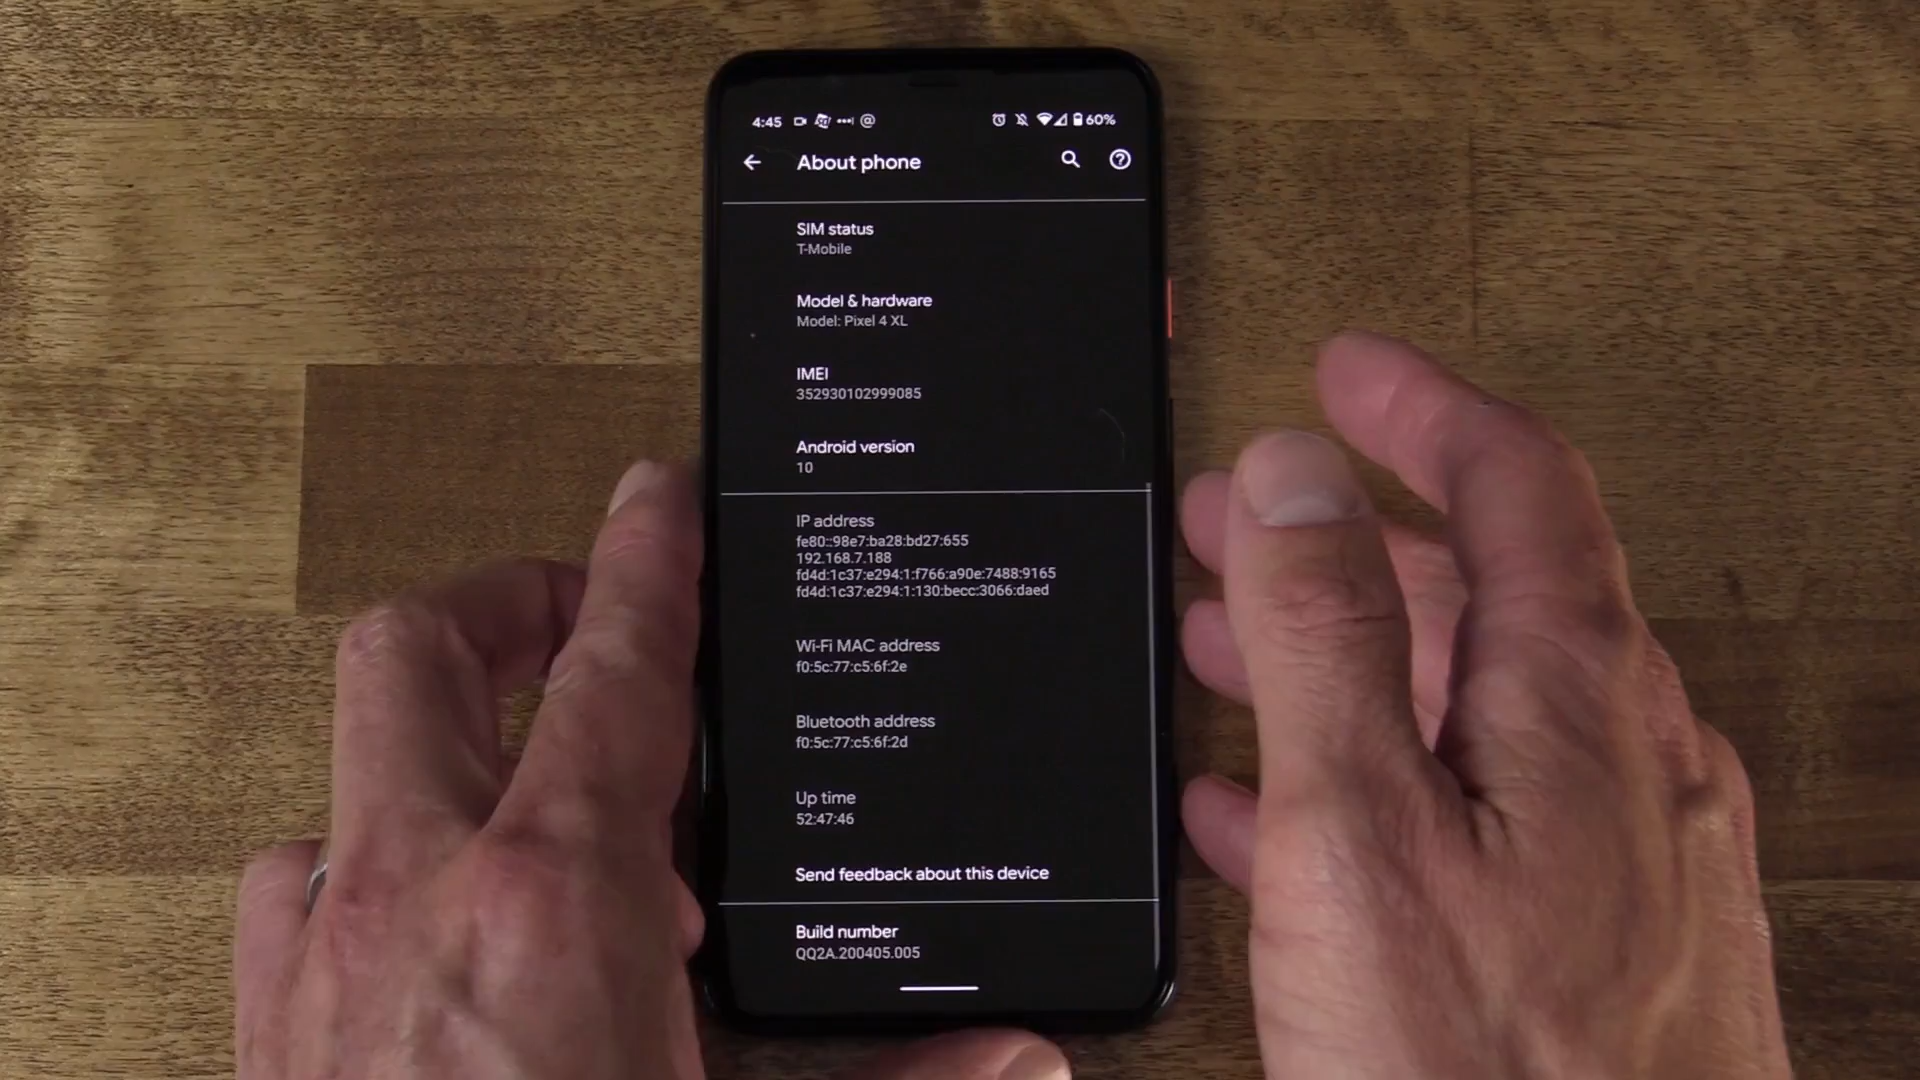 4:45 60%
About phone
SIM status
T-Mobile
Model & hardware
Model: Pixel 4 XL
IMEI
352930102999085
Android version
10
IP address
fe80::98e7:ba28:bd27:655
192.168.7.188
fd4d:1c37:e294:1:f766:a90e:7488:9165
fd4d:1c37:e294:1:130:becc:3066:daed
Wi-Fi MAC address
f0:5c:77:c5:6f:2e
Bluetooth address
f0:5c:77:c5:6f:2d
Up time
52:47:46
Send feedback about this device
Build number
QQ2A.200405.005